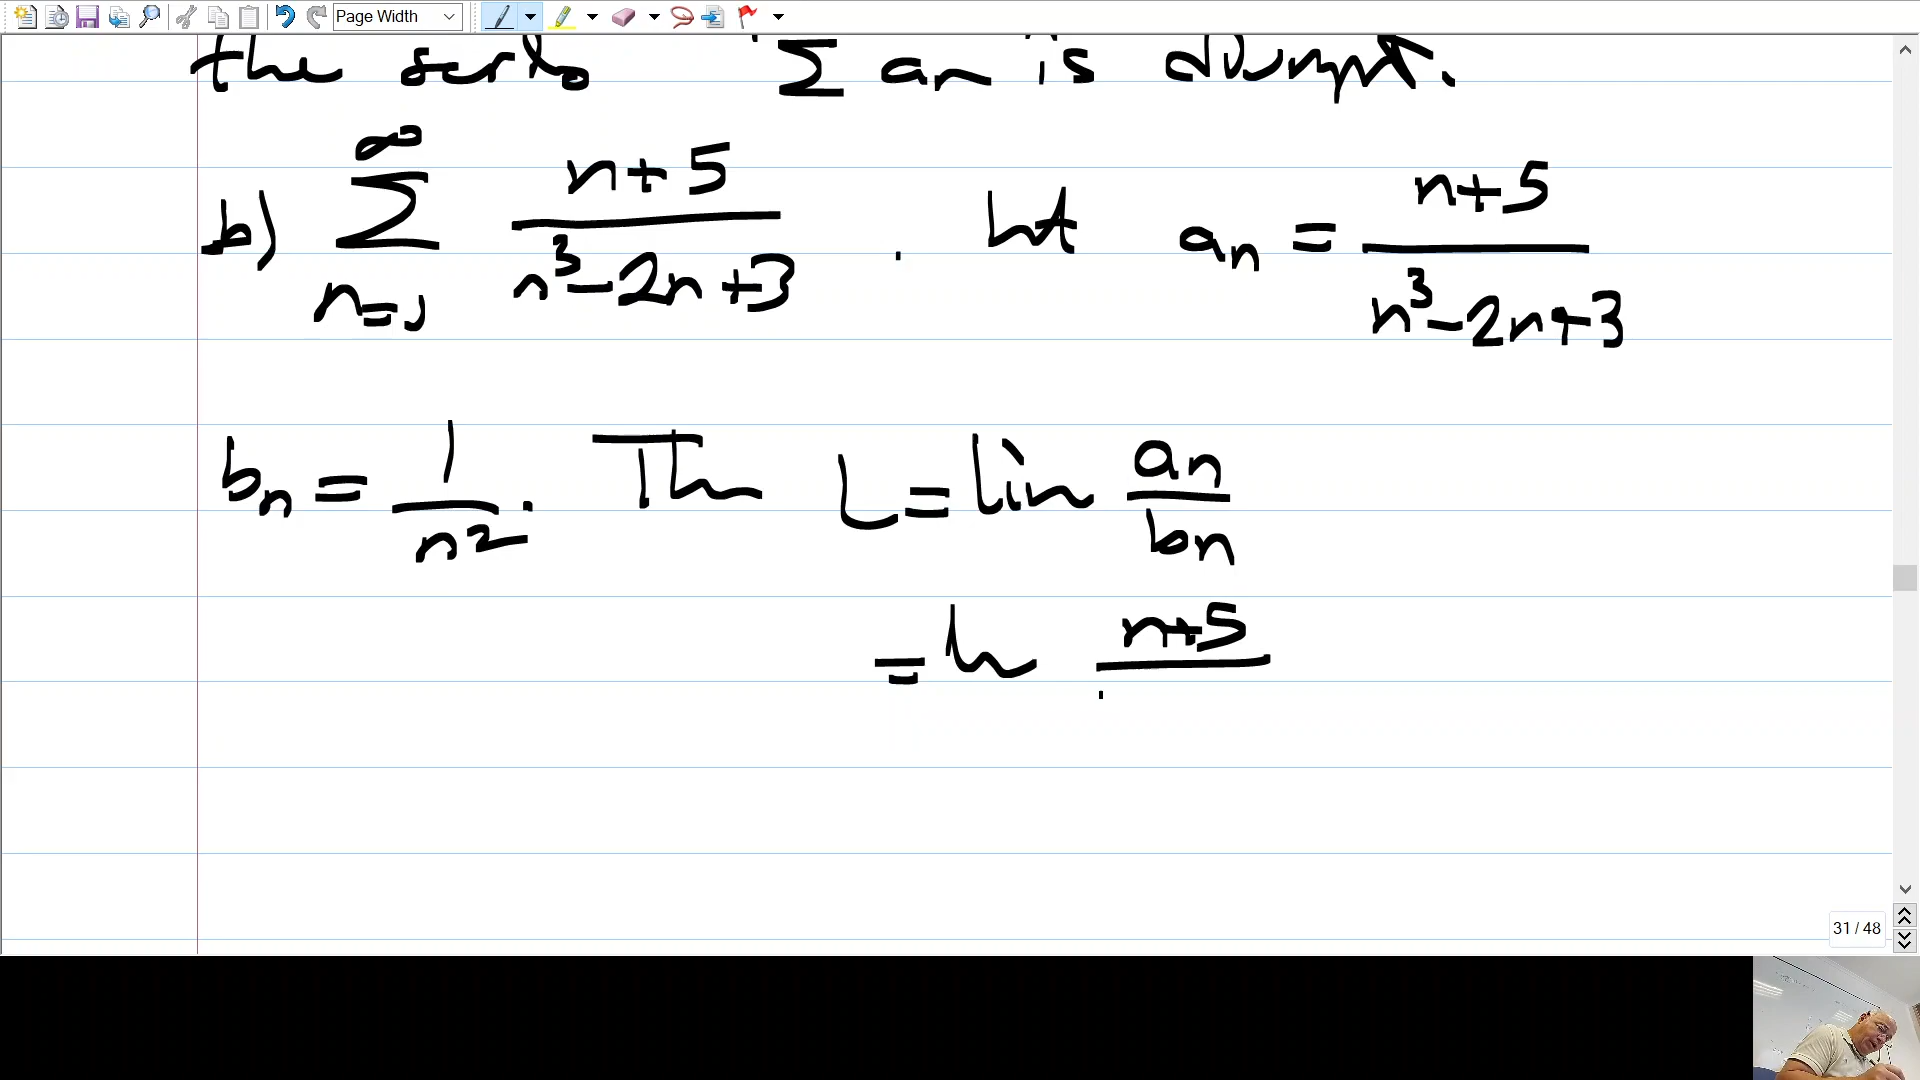 Page Width
the series Σ an is divergent.
b) ∞ Σ n=1 n+5 / n³-2n+3 . Let an = n+5 / n³-2n+3
bn = 1/n². Then L = lim an/bn
= lim n+5
31 / 48